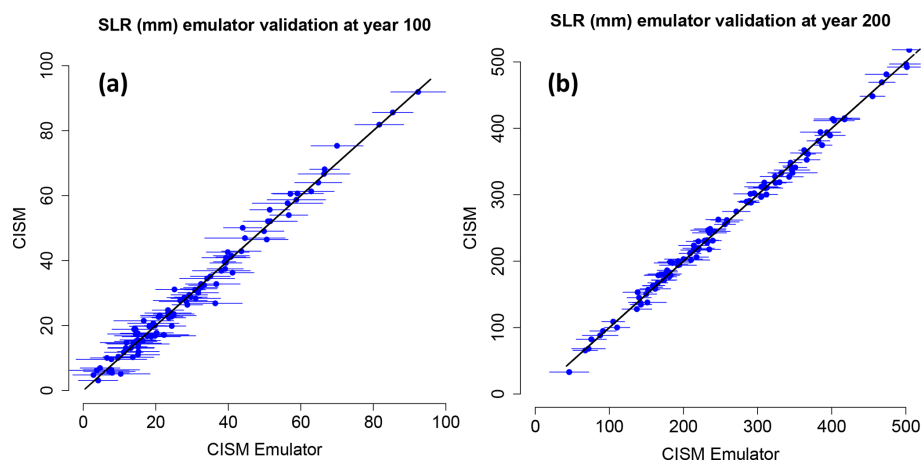 SLR (mm) emulator validation at year 100
(a)
CISM
100
80
60
40
20
0
0 20 40 60 80 100
CISM Emulator
SLR (mm) emulator validation at year 200
(b)
CISM
500
400
300
200
100
0
0 100 200 300 400 500
CISM Emulator